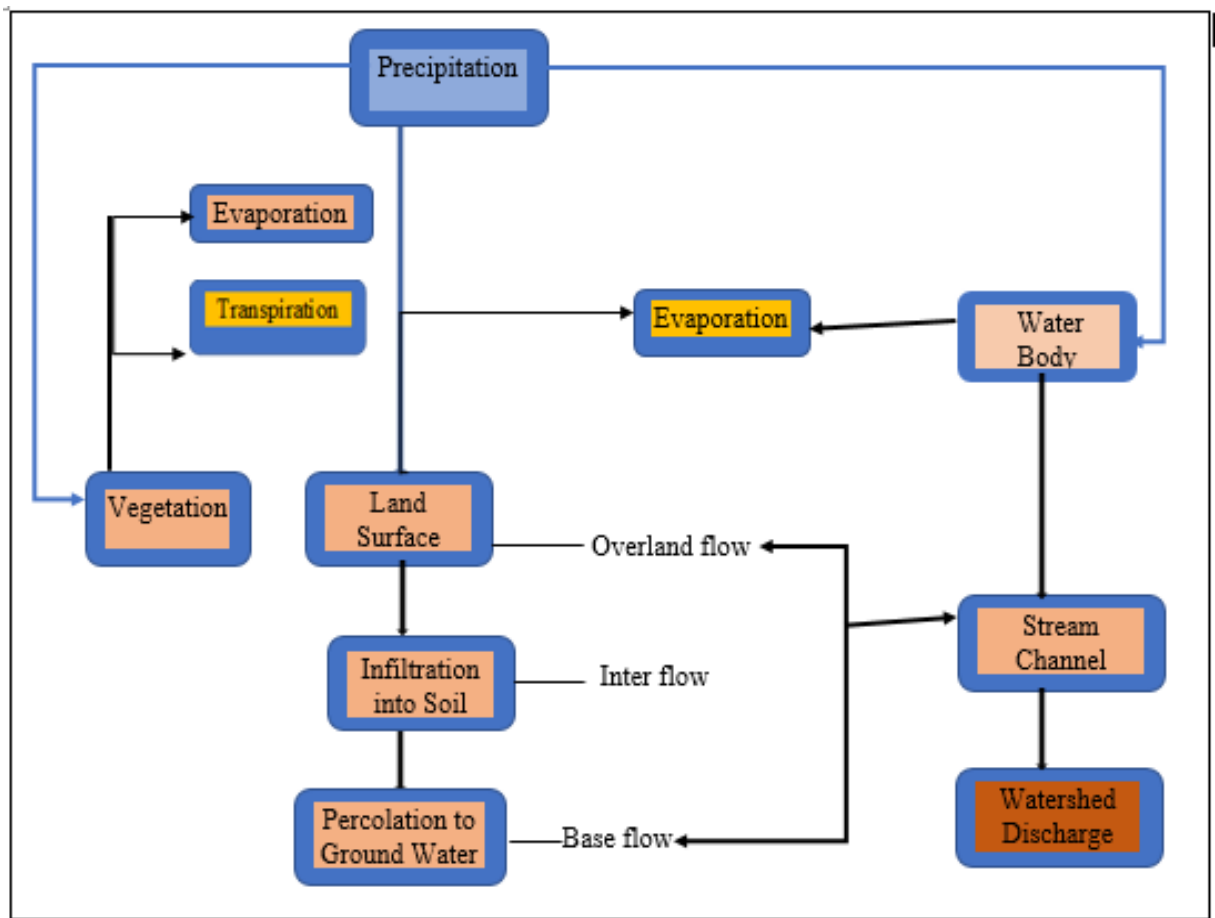 Precipitation
Evaporation
Transpiration
Evaporation
Water
Body
Vegetation
Land
Surface
Overland flow
Stream
Channel
Infiltration
into Soil
Inter flow
Percolation to
Ground Water
Base flow
Watershed
Discharge